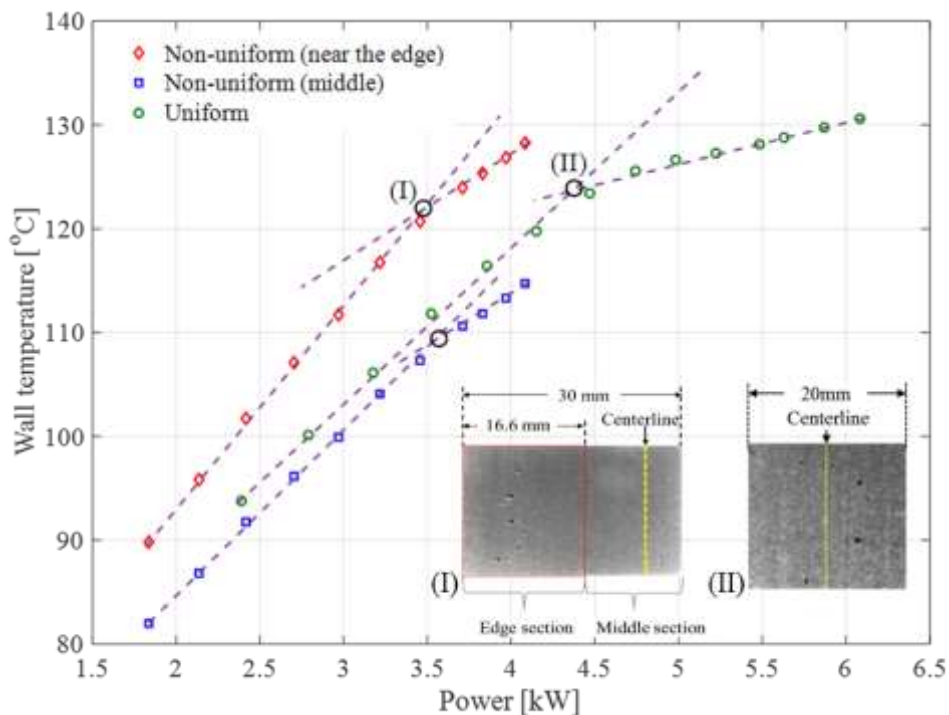 140
130
120
110
100
90
80
Wall temperature [°C]
Non-uniform (near the edge)
Non-uniform (middle)
Uniform
(I)
(II)
30 mm
16.6 mm
Centerline
20mm
Centerline
(I)
(II)
Edge section
Middle section
1.5 2 2.5 3 3.5 4 4.5 5 5.5 6 6.5
Power [kW]